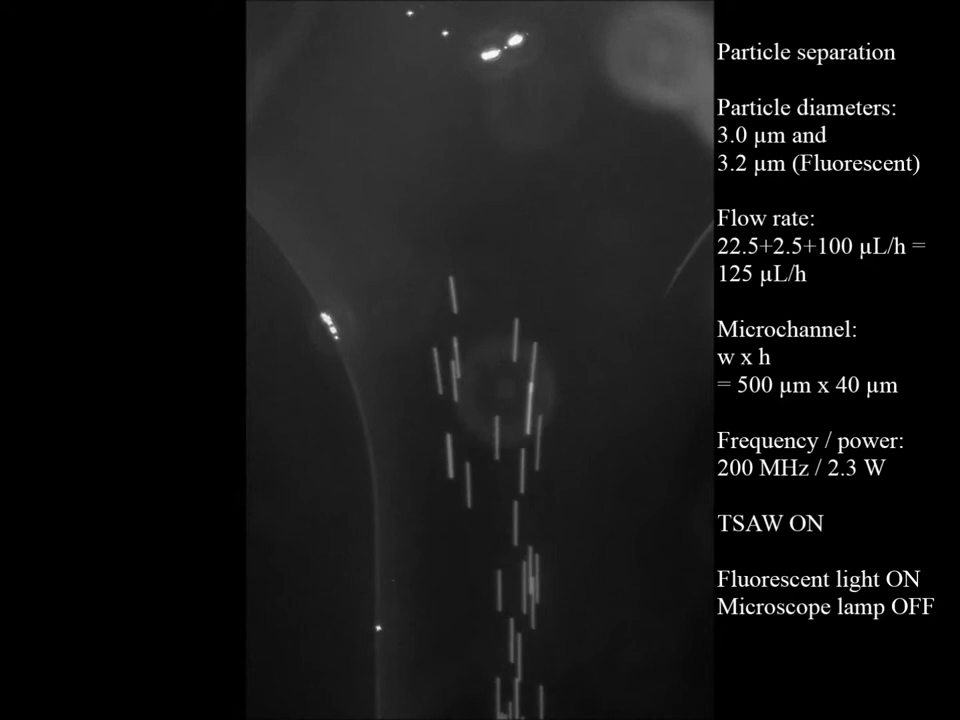 Particle separation
Particle diameters:
3.0 µm and
3.2 µm (Fluorescent)
Flow rate:
22.5+2.5+100 µL/h =
125 µL/h
Microchannel:
w x h
= 500 µm x 40 µm
Frequency / power:
200 MHz / 2.3 W
TSAW ON
Fluorescent light ON
Microscope lamp OFF